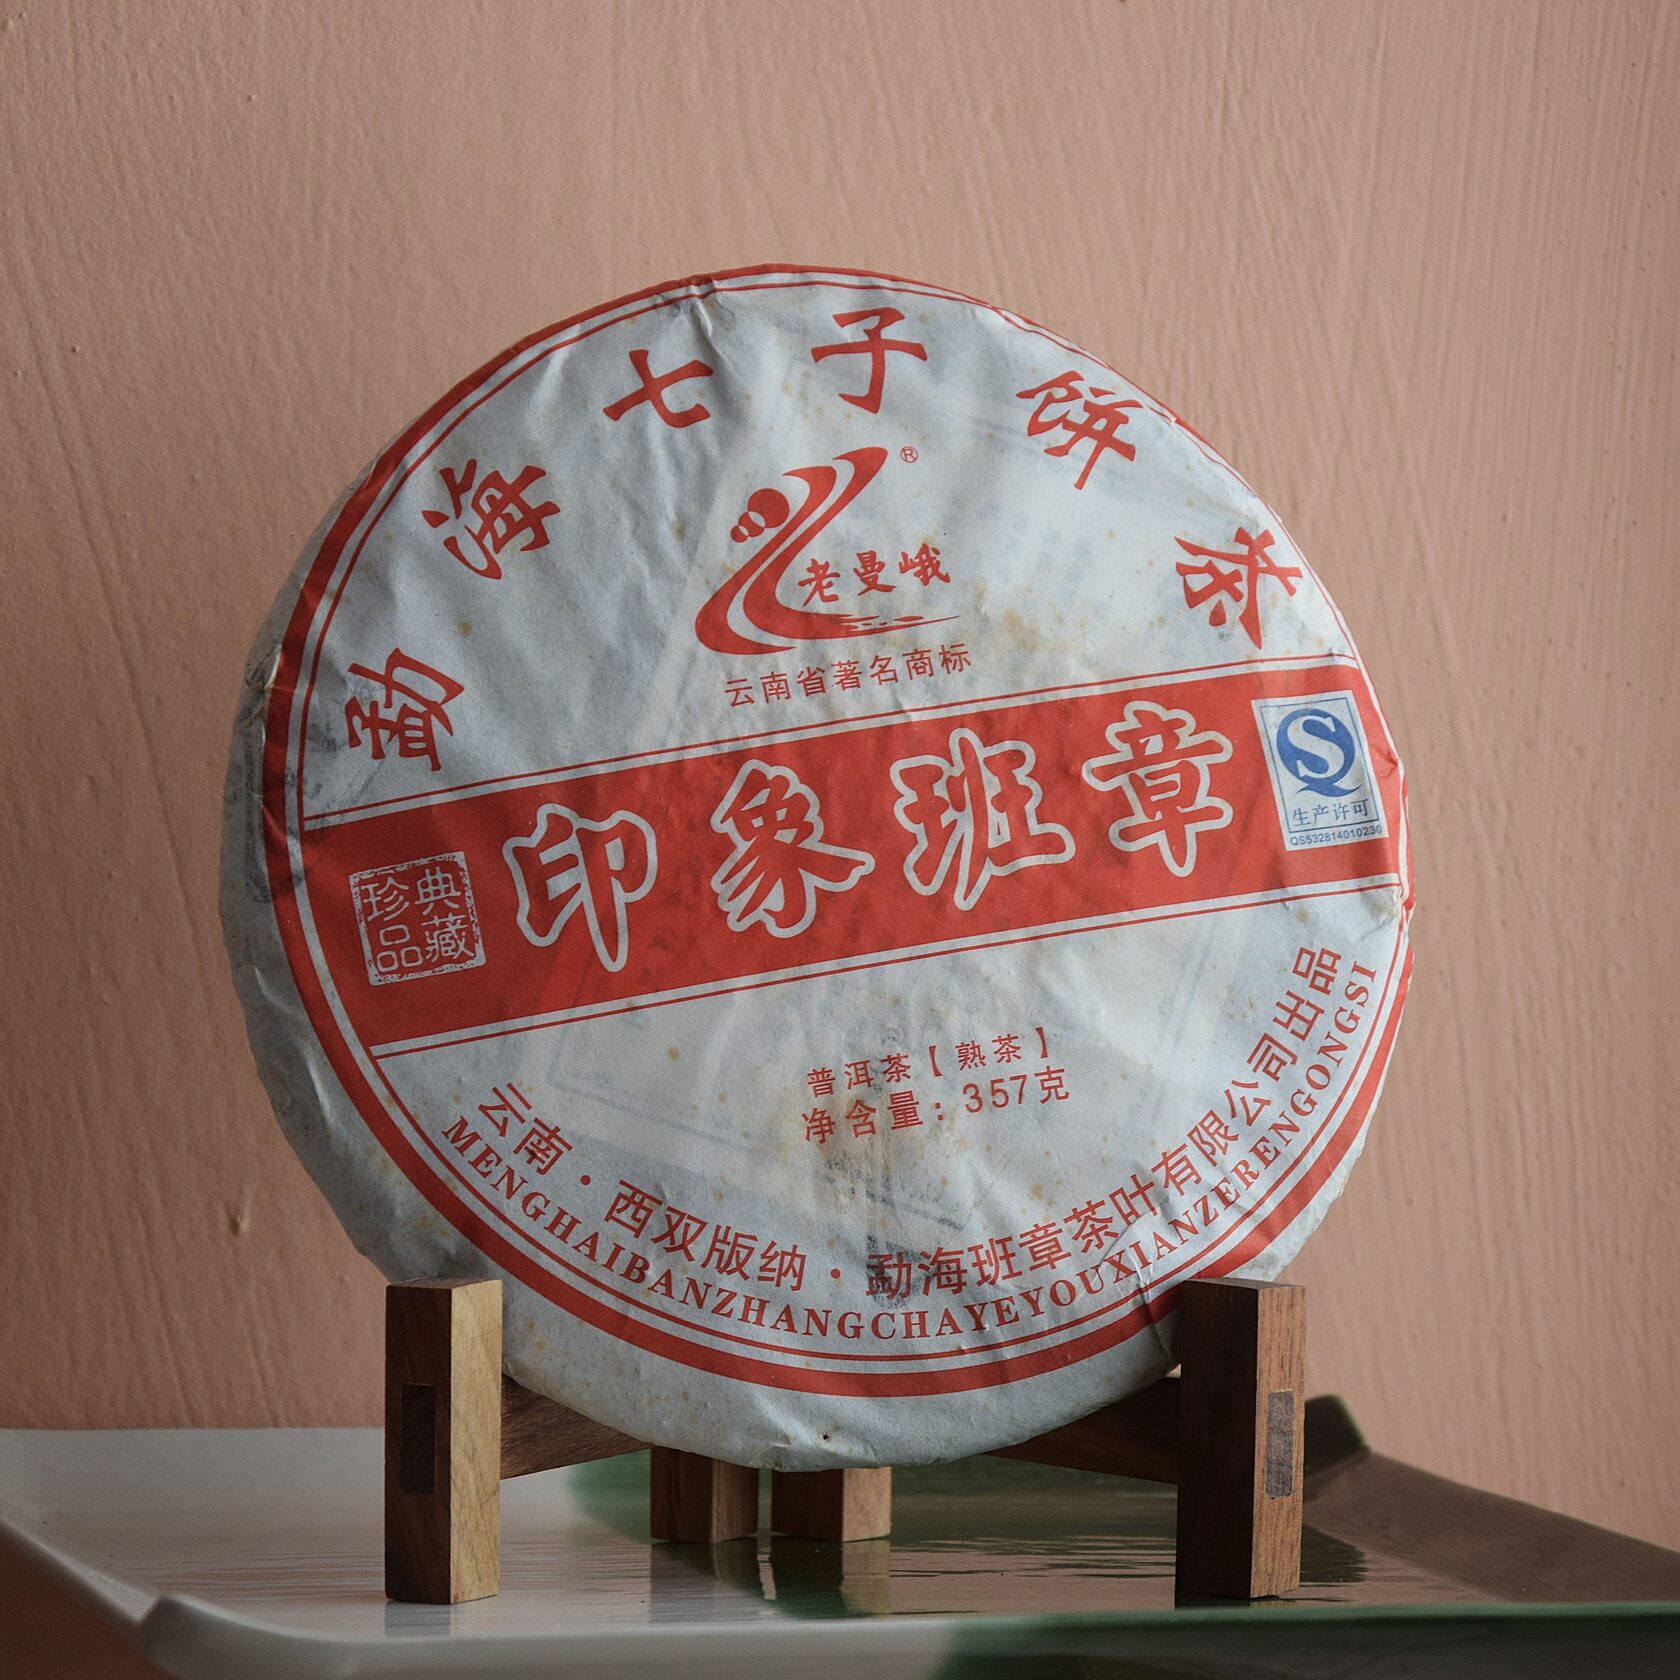 勐海七子饼茶
®
老曼峨
云南省著名商标
印象班章
典藏
珍品
S
生产许可
QS532814010230
普洱茶【熟茶】
净含量：357克
云南·西双版纳·勐海班章茶叶有限公司出品
MENGHAIBANZHANGCHAYEYOUXIANZERENGONGSI